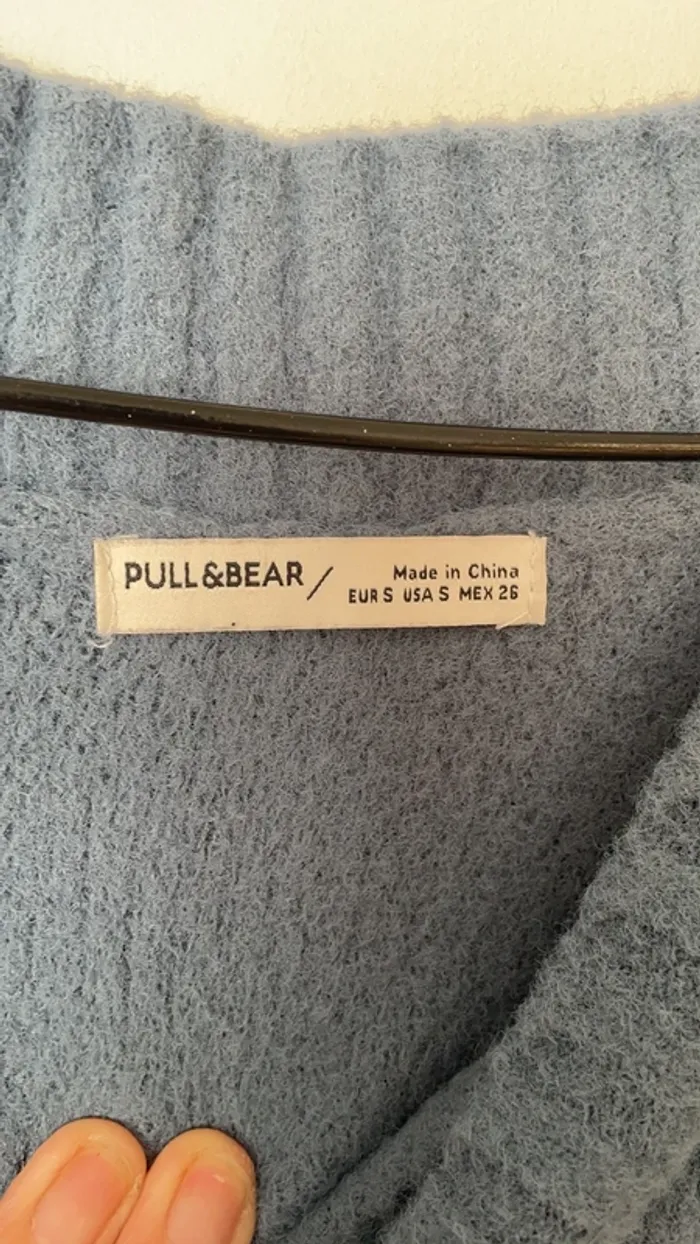 PULL&BEAR /
Made in China
EUR S USA S MEX 26